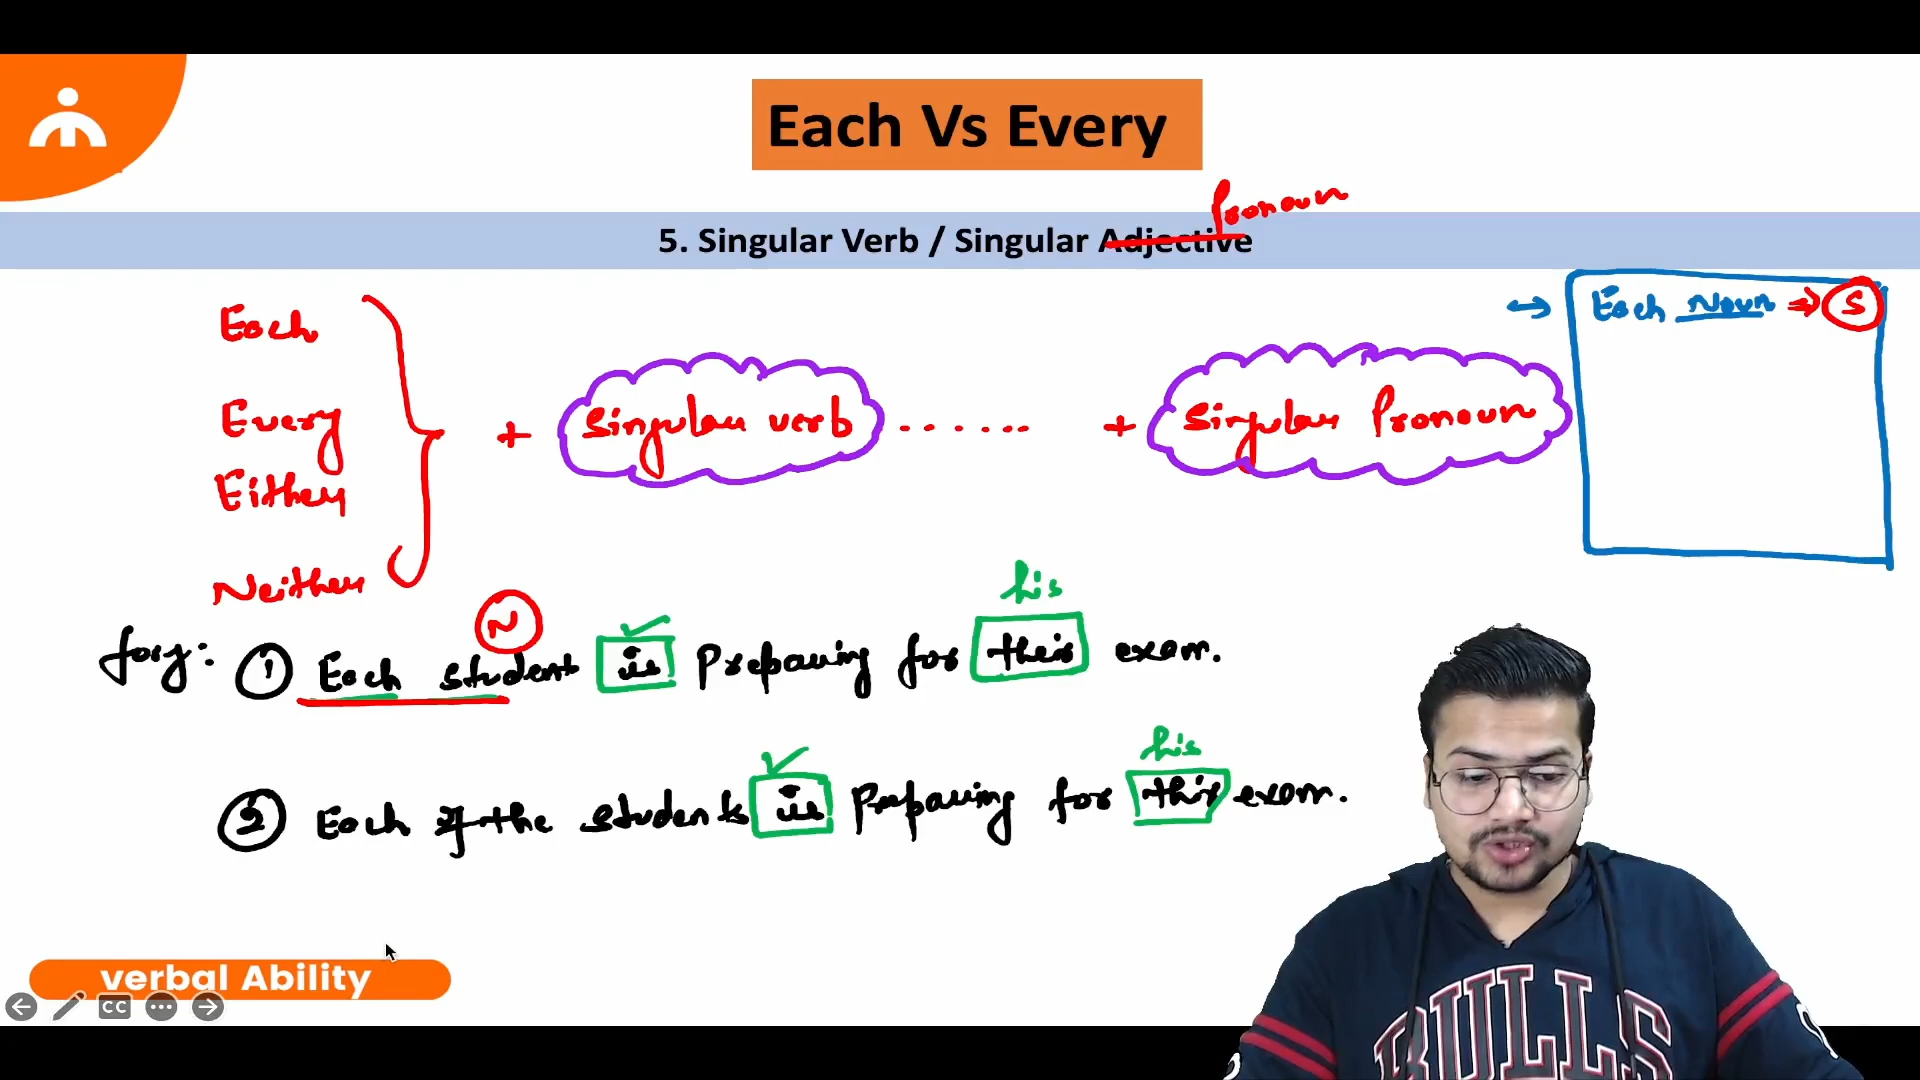 Each Vs Every
Pronoun
5. Singular Verb / Singular Adjective
Each Noun → S
Each
Every
Either
Neither
+ Singular verb ...... + Singular Pronoun
N
his
for eg: ① Each student is Preparing for their exam.
his
② Each of the students is Preparing for their exam.
verbal Ability
CC
BULLS